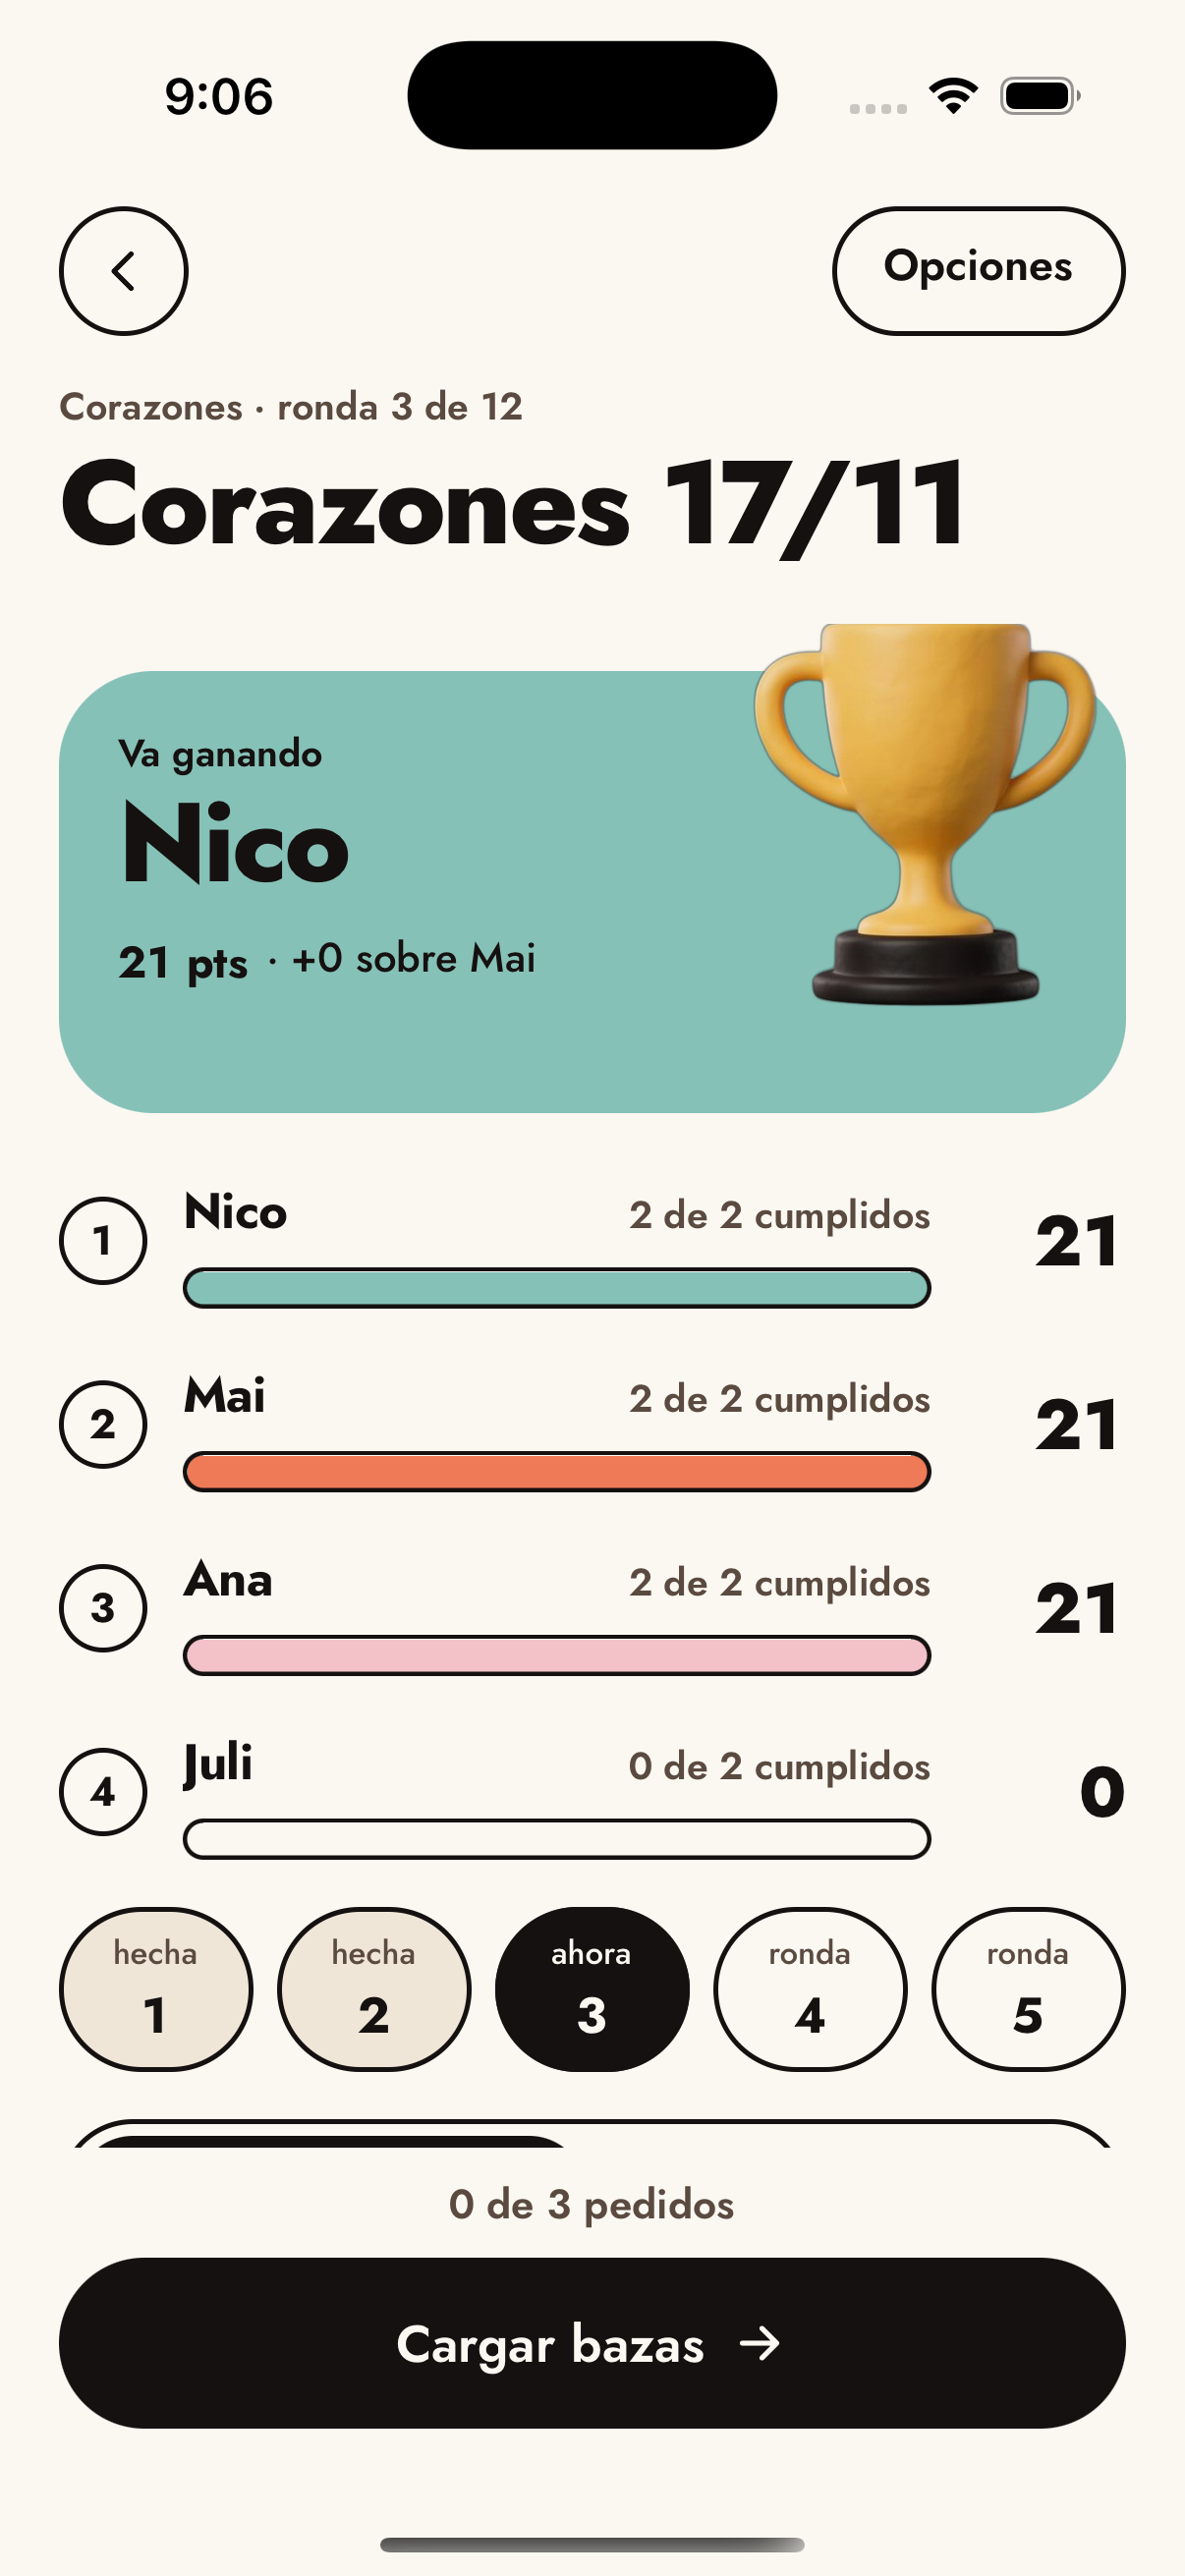 9:06
Opciones
Corazones · ronda 3 de 12
Corazones 17/11
Va ganando
Nico
21 pts · +0 sobre Mai
1 Nico 2 de 2 cumplidos 21
2 Mai 2 de 2 cumplidos 21
3 Ana 2 de 2 cumplidos 21
4 Juli 0 de 2 cumplidos 0
hecha hecha ahora ronda ronda
1 2 3 4 5
0 de 3 pedidos
Cargar bazas →